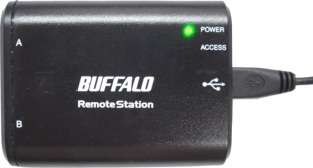 A
POWER
ACCESS
BUFFALO
RemoteStation
B